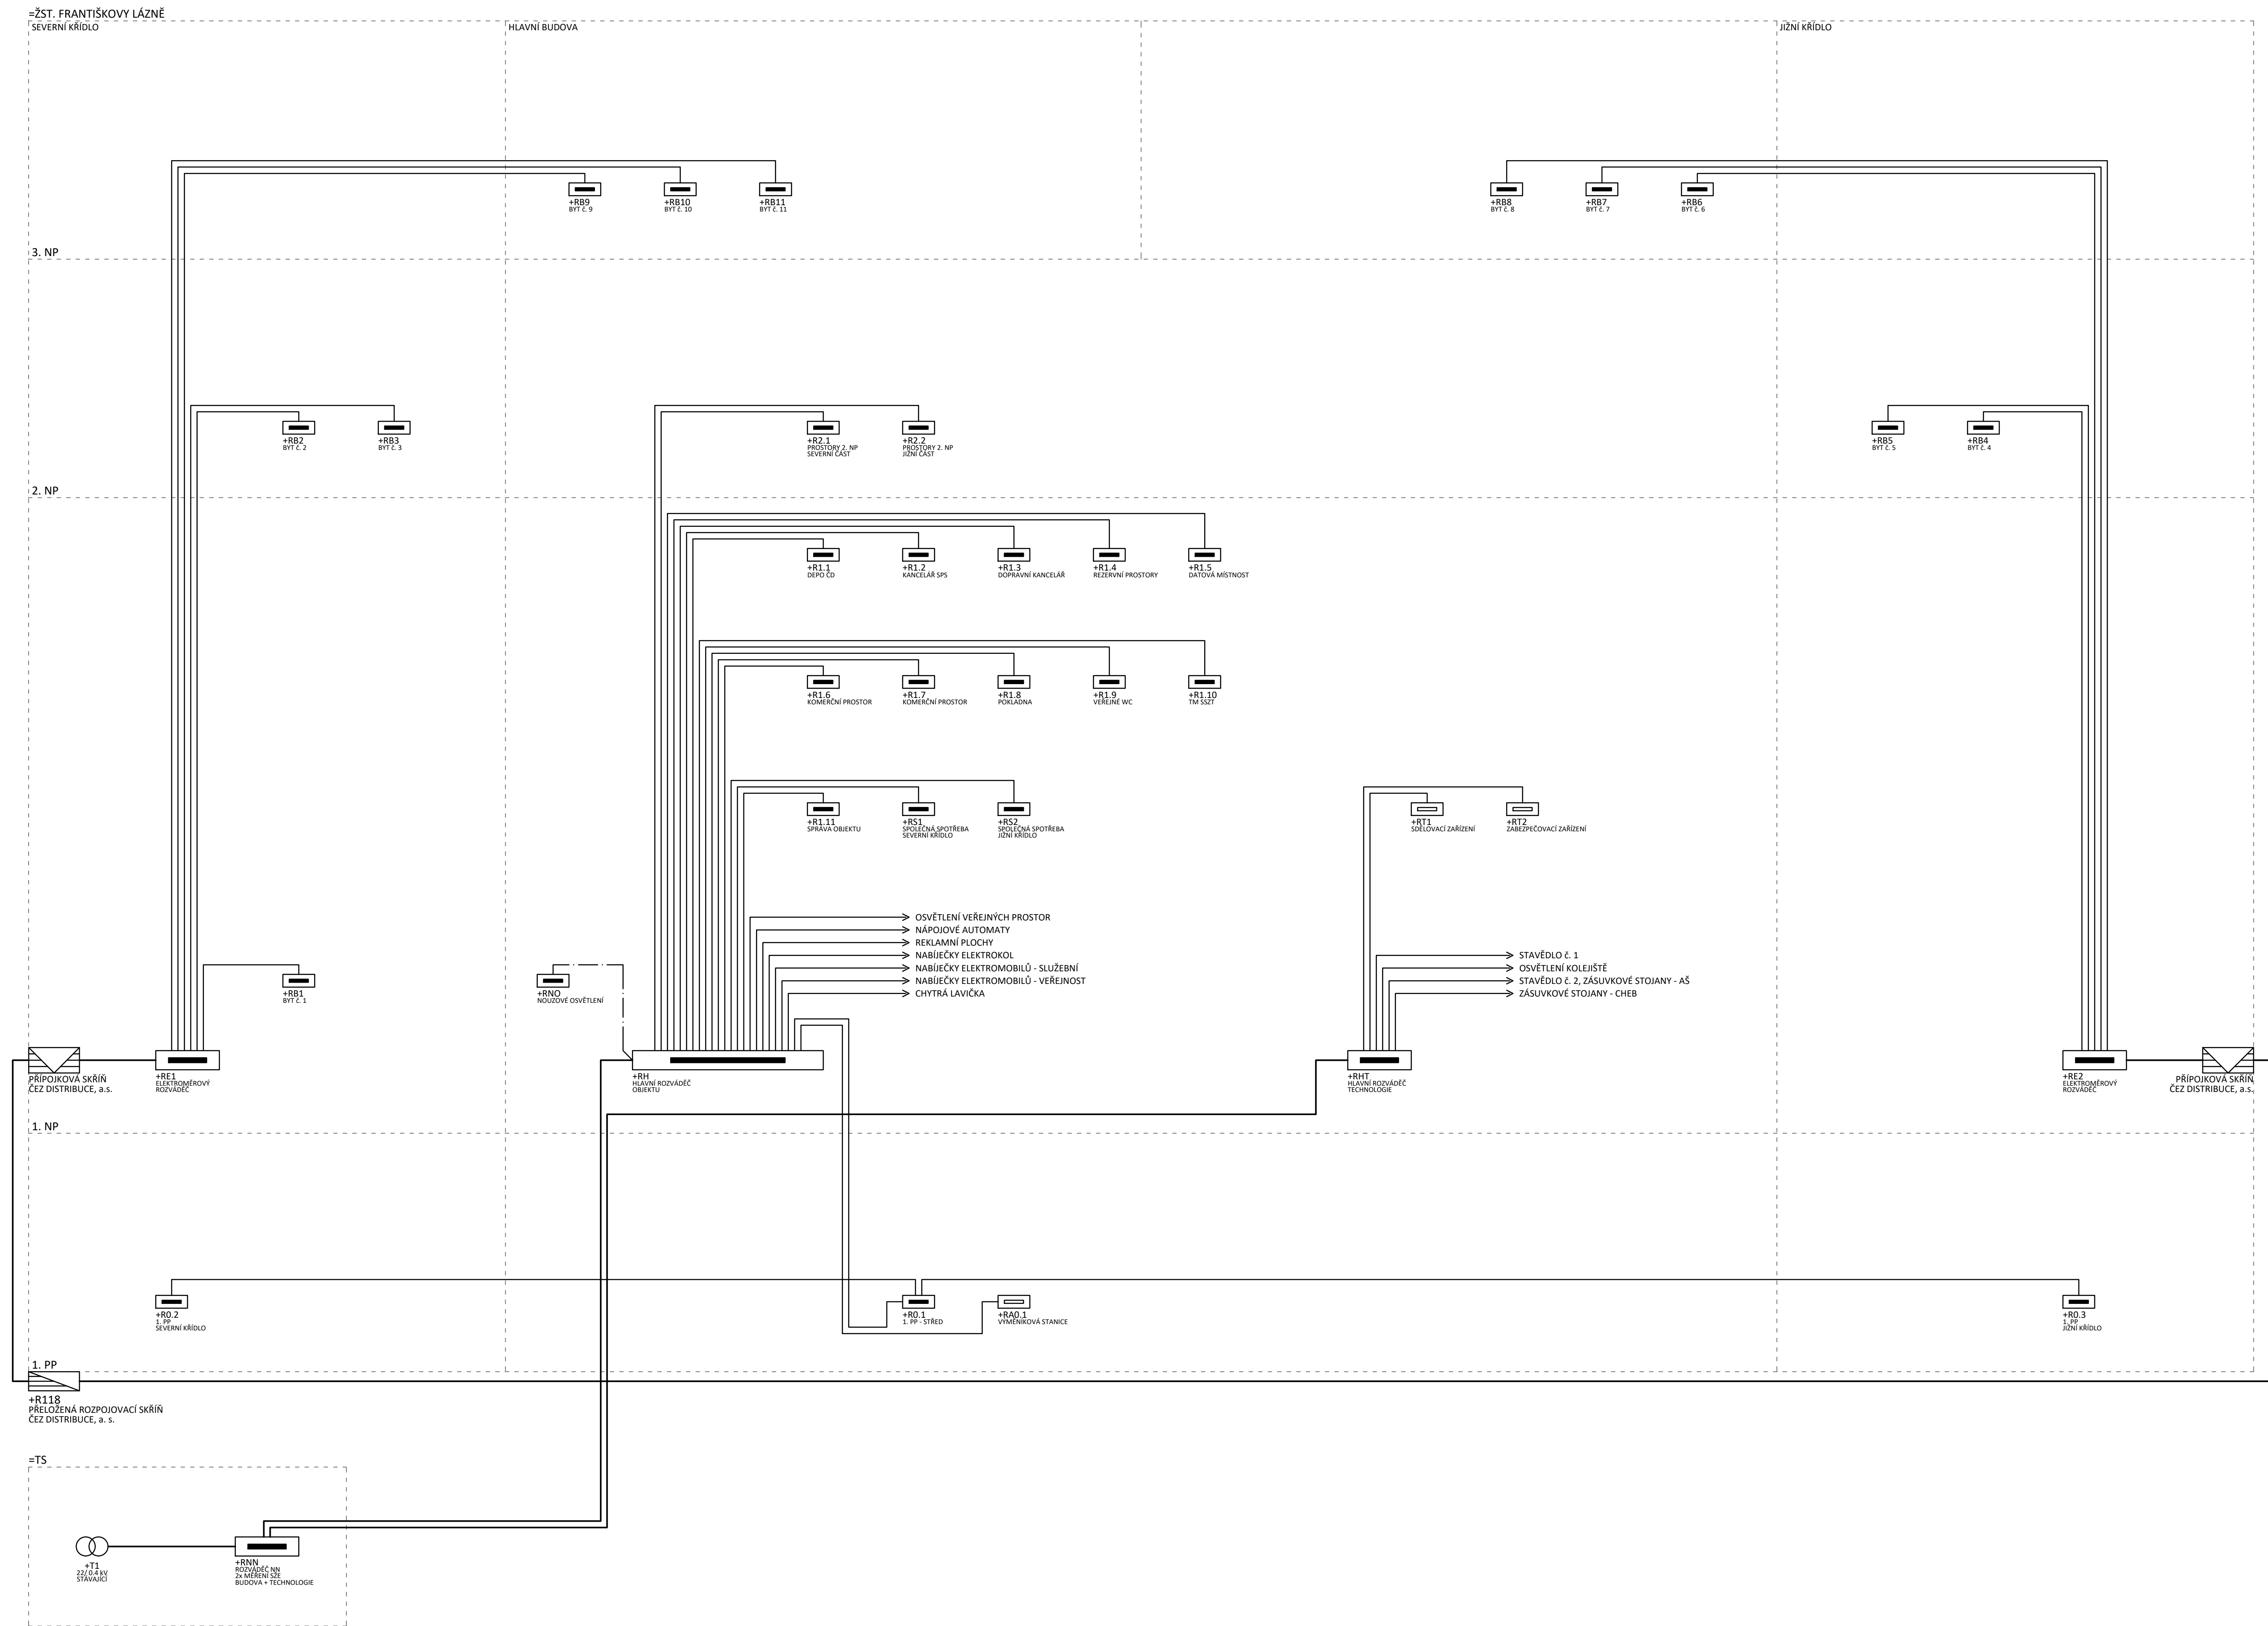 =ŽST. FRANTIŠKOVY LÁZNĚ
SEVERNÍ KŘÍDLO
HLAVNÍ BUDOVA
JIŽNÍ KŘÍDLO
+RB9
BYT č. 9
+RB10
BYT č. 10
+RB11
BYT č. 11
+RB8
BYT č. 8
+RB7
BYT č. 7
+RB6
BYT č. 6
3. NP
+RB2
BYT č. 2
+RB3
BYT č. 3
+R2.1
PROSTORY 2. NP
SEVERNÍ ČÁST
+R2.2
PROSTORY 2. NP
JIŽNÍ ČÁST
+RB5
BYT č. 5
+RB4
BYT č. 4
2. NP
+R1.1
DEPO ČD
+R1.2
KANCELÁŘ SPS
+R1.3
DOPRAVNÍ KANCELÁŘ
+R1.4
REZERVNÍ PROSTORY
+R1.5
DATOVÁ MÍSTNOST
+R1.6
KOMERČNÍ PROSTOR
+R1.7
KOMERČNÍ PROSTOR
+R1.8
POKLADNA
+R1.9
VEŘEJNÉ WC
+R1.10
TM SSZT
+R1.11
SPRÁVA OBJEKTU
+RS1
SPOLEČNÁ SPOTŘEBA
SEVERNÍ KŘÍDLO
+RS2
SPOLEČNÁ SPOTŘEBA
JIŽNÍ KŘÍDLO
+RT1
SDĚLOVACÍ ZAŘÍZENÍ
+RT2
ZABEZPEČOVACÍ ZAŘÍZENÍ
OSVĚTLENÍ VEŘEJNÝCH PROSTOR
NÁPOJOVÉ AUTOMATY
REKLAMNÍ PLOCHY
NABÍJEČKY ELEKTROKOL
NABÍJEČKY ELEKTROMOBILŮ - SLUŽEBNÍ
NABÍJEČKY ELEKTROMOBILŮ - VEŘEJNOST
CHYTRÁ LAVIČKA
STAVĚDLO č. 1
OSVĚTLENÍ KOLEJIŠTĚ
STAVĚDLO č. 2, ZÁSUVKOVÉ STOJANY - AŠ
ZÁSUVKOVÉ STOJANY - CHEB
+RB1
BYT č. 1
+RNO
NOUZOVÉ OSVĚTLENÍ
PŘÍPOJKOVÁ SKŘÍŇ
ČEZ DISTRIBUCE, a.s.
+RE1
ELEKTROMĚROVÝ
ROZVÁDĚČ
+RH
HLAVNÍ ROZVÁDĚČ
OBJEKTU
+RHT
HLAVNÍ ROZVÁDĚČ
TECHNOLOGIE
+RE2
ELEKTROMĚROVÝ
ROZVÁDĚČ
PŘÍPOJKOVÁ SKŘÍŇ
ČEZ DISTRIBUCE, a.s.
1. NP
+R0.2
1. PP
SEVERNÍ KŘÍDLO
+R0.1
1. PP - STŘED
+RA0.1
VÝMĚNÍKOVÁ STANICE
+R0.3
1. PP
JIŽNÍ KŘÍDLO
1. PP
+R118
PŘELOŽENÁ ROZPOJOVACÍ SKŘÍŇ
ČEZ DISTRIBUCE, a. s.
=TS
+T1
22/ 0.4 kV
STÁVAJÍCÍ
+RNN
ROZVÁDĚČ NN
2x MĚŘENÍ SŽE
BUDOVA + TECHNOLOGIE